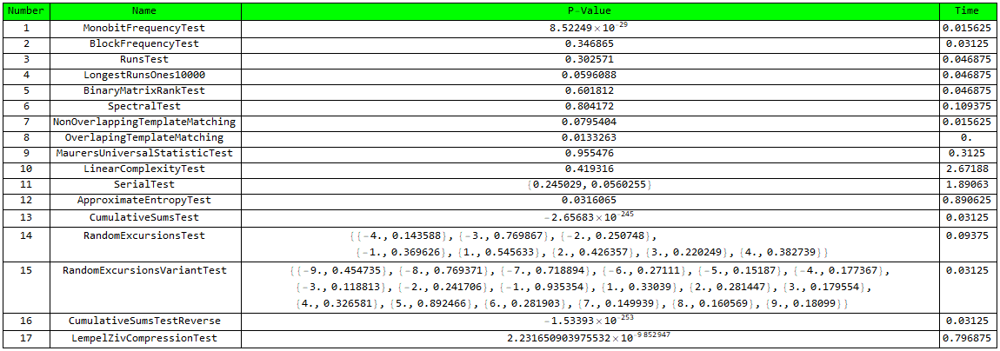 Number Name P-Value Time
1 MonobitFrequencyTest 8.52249×10^-29 0.015625
2 BlockFrequencyTest 0.346865 0.03125
3 RunsTest 0.302571 0.046875
4 LongestRunsOnes10000 0.0596088 0.046875
5 BinaryMatrixRankTest 0.601812 0.046875
6 SpectralTest 0.804172 0.109375
7 NonOverlappingTemplateMatching 0.0795404 0.015625
8 OverlapingTemplateMatching 0.0133263 0.
9 MaurersUniversalStatisticTest 0.955476 0.3125
10 LinearComplexityTest 0.419316 2.67188
11 SerialTest {0.245029, 0.0560255} 1.89063
12 ApproximateEntropyTest 0.0316065 0.890625
13 CumulativeSumsTest -2.65683×10^-245 0.03125
14 RandomExcursionsTest {{-4., 0.143588}, {-3., 0.769867}, {-2., 0.250748}, 0.09375
{-1., 0.369626}, {1., 0.545633}, {2., 0.426357}, {3., 0.220249}, {4., 0.382739}}
15 RandomExcursionsVariantTest {{-9., 0.454735}, {-8., 0.769371}, {-7., 0.718894}, {-6., 0.27111}, {-5., 0.15187}, {-4., 0.177367}, 0.03125
{-3., 0.118813}, {-2., 0.241706}, {-1., 0.935354}, {1., 0.33039}, {2., 0.281447}, {3., 0.179554},
{4., 0.326581}, {5., 0.892466}, {6., 0.281903}, {7., 0.149939}, {8., 0.160569}, {9., 0.18099}}
16 CumulativeSumsTestReverse -1.53393×10^-253 0.03125
17 LempelZivCompressionTest 2.231650903975532×10^-9852947 0.796875